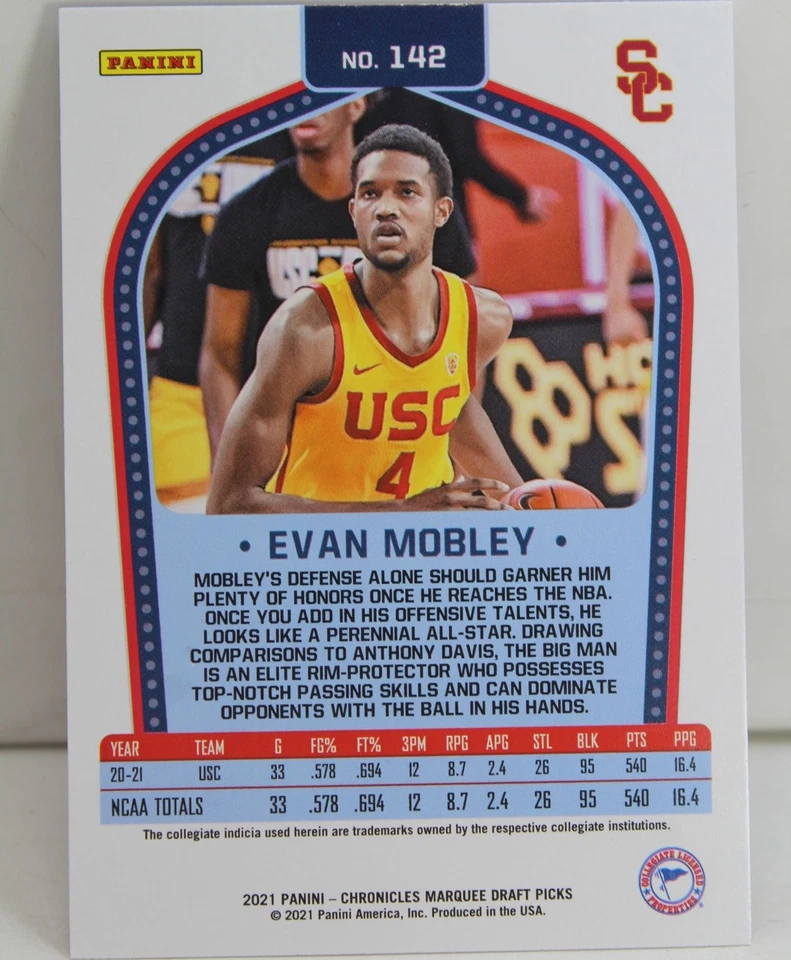 PANINI
NO. 142
SC
USC
HO
USC
4
• EVAN MOBLEY •
MOBLEY'S DEFENSE ALONE SHOULD GARNER HIM
PLENTY OF HONORS ONCE HE REACHES THE NBA.
ONCE YOU ADD IN HIS OFFENSIVE TALENTS, HE
LOOKS LIKE A PERENNIAL ALL-STAR. DRAWING
COMPARISONS TO ANTHONY DAVIS, THE BIG MAN
IS AN ELITE RIM-PROTECTOR WHO POSSESSES
TOP-NOTCH PASSING SKILLS AND CAN DOMINATE
OPPONENTS WITH THE BALL IN HIS HANDS.
YEAR TEAM G FG% FT% 3PM RPG APG STL BLK PTS PPG
20-21 USC 33 .578 .694 12 8.7 2.4 26 95 540 16.4
NCAA TOTALS 33 .578 .694 12 8.7 2.4 26 95 540 16.4
The collegiate indicia used herein are trademarks owned by the respective collegiate institutions.
2021 PANINI – CHRONICLES MARQUEE DRAFT PICKS
© 2021 Panini America, Inc. Produced in the USA.
COLLEGIATE LICENSED
PROPERTIES
®